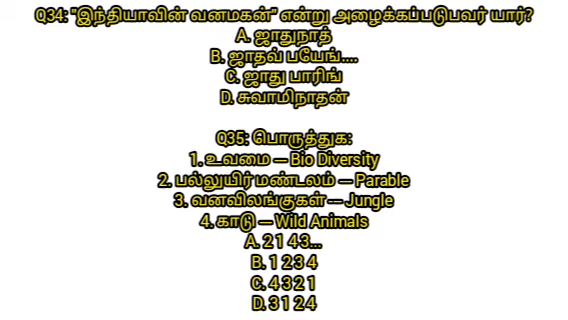 Q34: "இந்தியாவின் வனமகன்" என்று அழைக்கப்படுபவர் யார்?
A. ஜாதுநாத்
B. ஜாதவ் பயேங்....
C. ஜாது பாரிங்
D. சுவாமிநாதன்
Q35: பொருத்துக:
1. உவமை — Bio Diversity
2. பல்லுயிர் மண்டலம் — Parable
3. வனவிலங்குகள் — Jungle
4. காடு — Wild Animals
A. 2 1 4 3...
B. 1 2 3 4
C. 4 3 2 1
D. 3 1 2 4